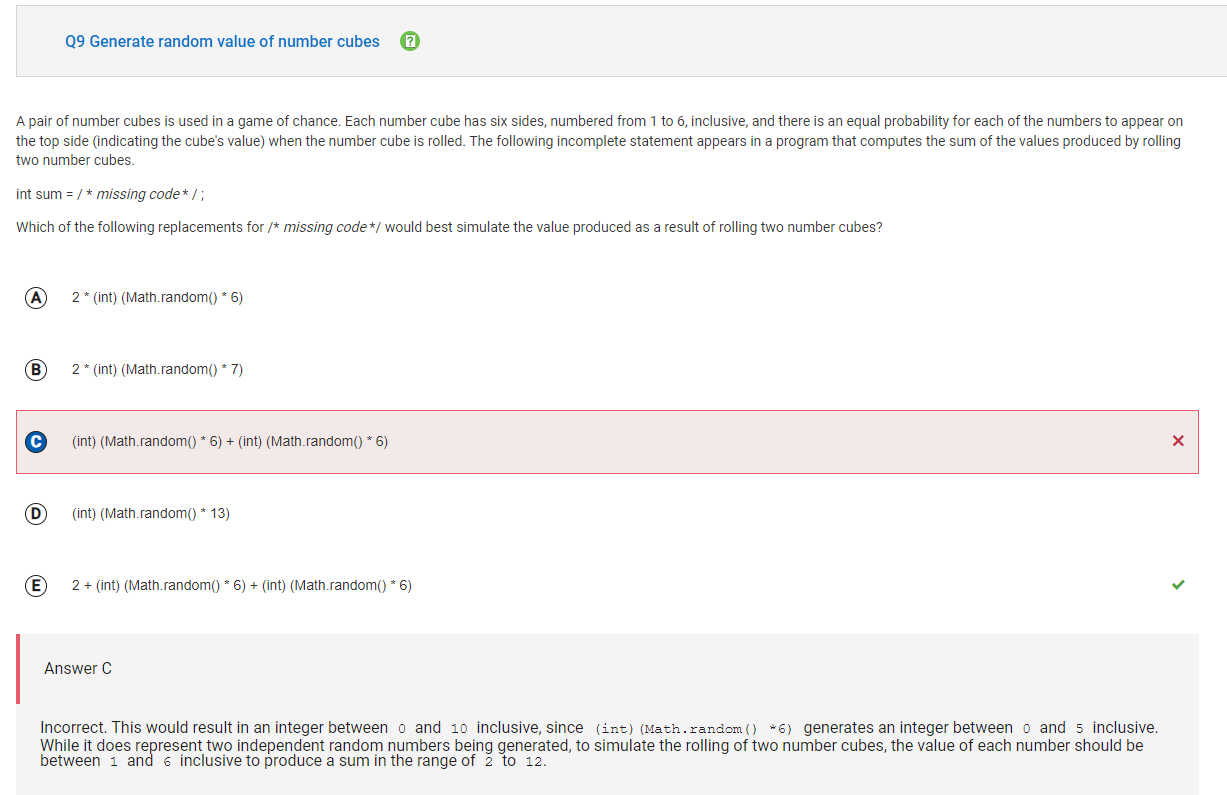 Q9 Generate random value of number cubes ?
A pair of number cubes is used in a game of chance. Each number cube has six sides, numbered from 1 to 6, inclusive, and there is an equal probability for each of the numbers to appear on
the top side (indicating the cube's value) when the number cube is rolled. The following incomplete statement appears in a program that computes the sum of the values produced by rolling
two number cubes.
int sum = / * missing code * / ;
Which of the following replacements for /* missing code */ would best simulate the value produced as a result of rolling two number cubes?
A 2 * (int) (Math.random() * 6)
B 2 * (int) (Math.random() * 7)
C (int) (Math.random() * 6) + (int) (Math.random() * 6)
D (int) (Math.random() * 13)
E 2 + (int) (Math.random() * 6) + (int) (Math.random() * 6)
Answer C
Incorrect. This would result in an integer between 0 and 10 inclusive, since (int) (Math.random() *6) generates an integer between 0 and 5 inclusive.
While it does represent two independent random numbers being generated, to simulate the rolling of two number cubes, the value of each number should be
between 1 and 6 inclusive to produce a sum in the range of 2 to 12.